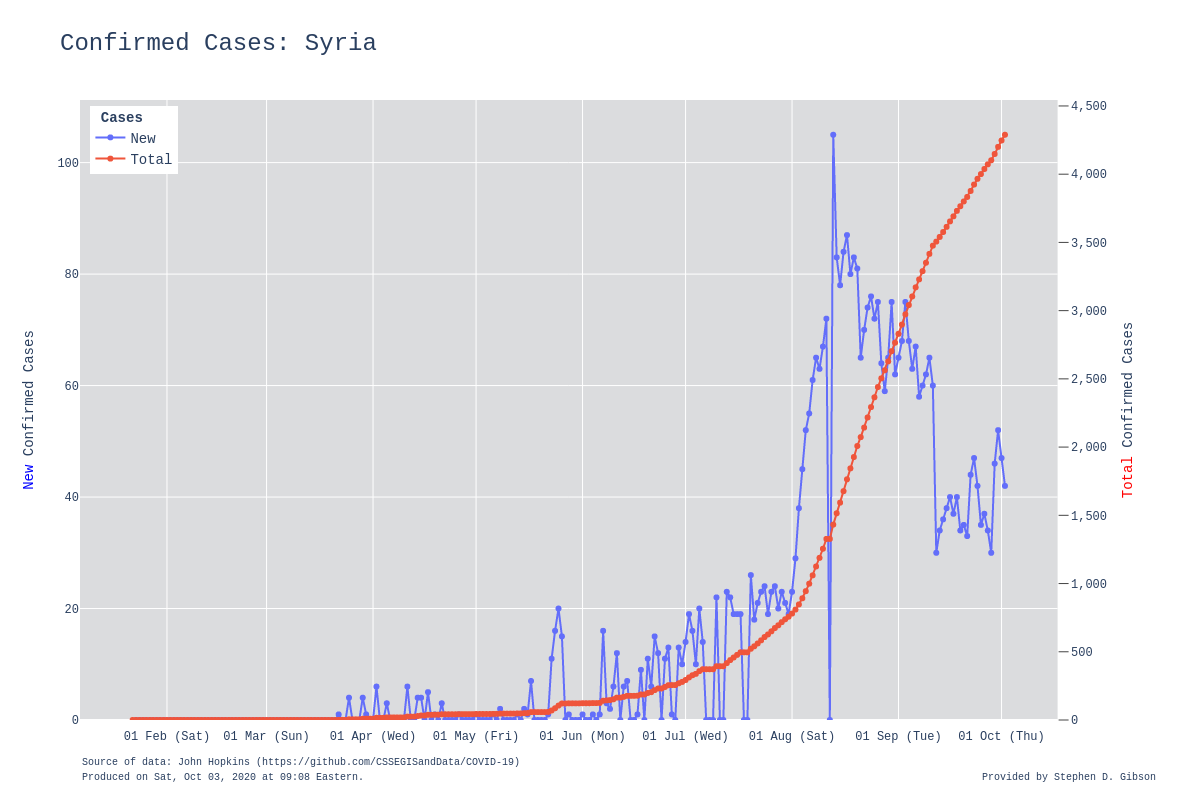 Confirmed Cases: Syria
Cases
New
Total
100
80
60
40
20
0
New Confirmed Cases
4,500
4,000
3,500
3,000
2,500
2,000
1,500
1,000
500
0
Total Confirmed Cases
01 Feb (Sat) 01 Mar (Sun) 01 Apr (Wed) 01 May (Fri) 01 Jun (Mon) 01 Jul (Wed) 01 Aug (Sat) 01 Sep (Tue) 01 Oct (Thu)
Source of data: John Hopkins (https://github.com/CSSEGISandData/COVID-19)
Produced on Sat, Oct 03, 2020 at 09:08 Eastern.
Provided by Stephen D. Gibson